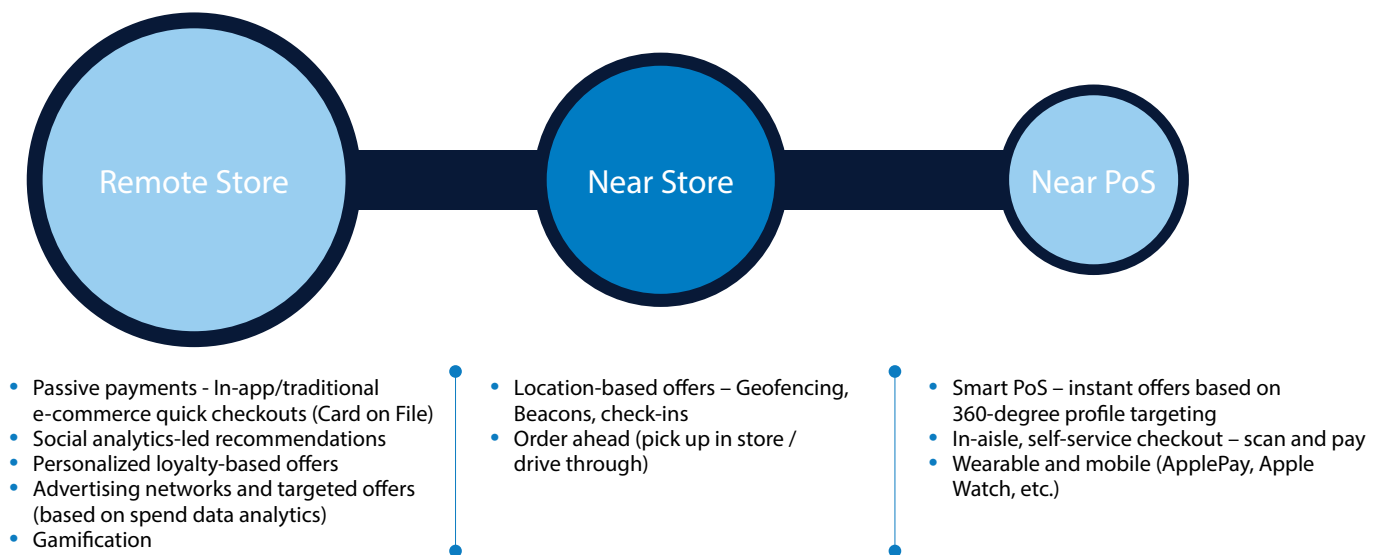 Remote Store
Near Store
Near PoS
• Passive payments - In-app/traditional
e-commerce quick checkouts (Card on File)
• Social analytics-led recommendations
• Personalized loyalty-based offers
• Advertising networks and targeted offers
(based on spend data analytics)
• Gamification
• Location-based offers – Geofencing,
Beacons, check-ins
• Order ahead (pick up in store /
drive through)
• Smart PoS – instant offers based on
360-degree profile targeting
• In-aisle, self-service checkout – scan and pay
• Wearable and mobile (ApplePay, Apple
Watch, etc.)